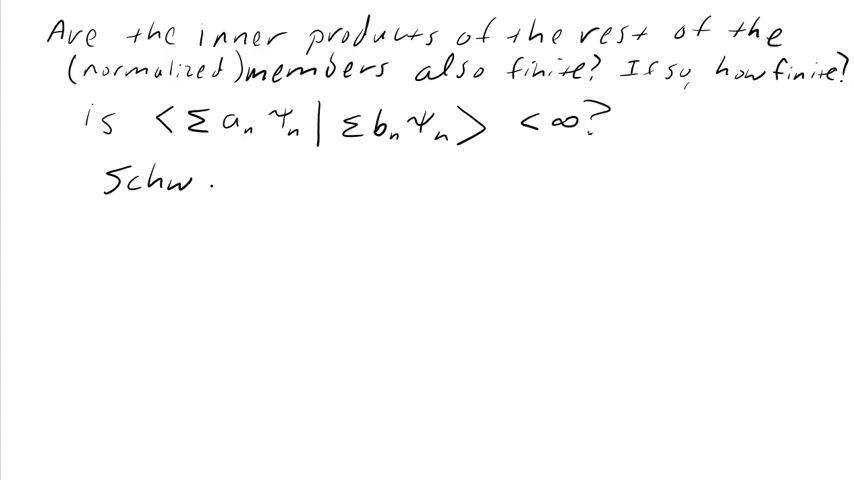 Are the inner products of the rest of the
(normalized) members also finite? If so, how finite?
is < Σ aₙ Ψₙ | Σ bₙ Ψₙ > < ∞?
Schw.